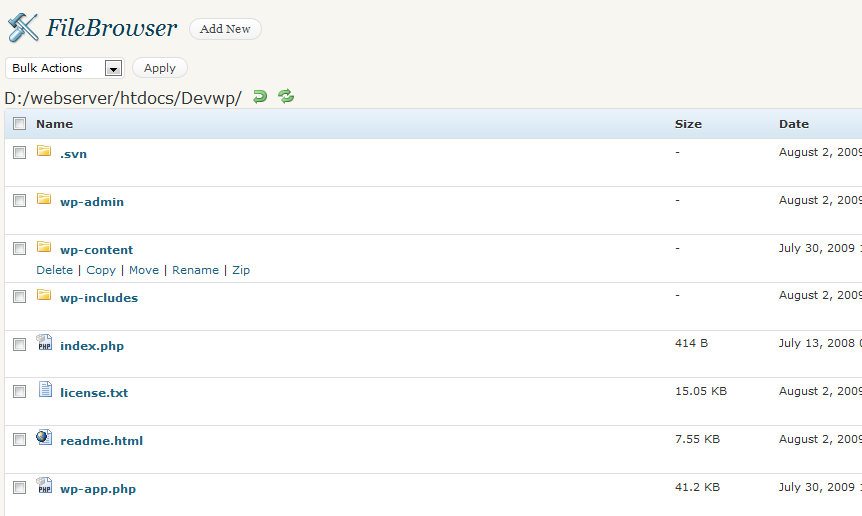 FileBrowser Add New
Bulk Actions Apply
D:/webserver/htdocs/Devwp/
Name Size Date
.svn - August 2, 2009
wp-admin - August 2, 2009
wp-content - July 30, 2009
Delete | Copy | Move | Rename | Zip
wp-includes - August 2, 2009
index.php 414 B July 13, 2008
license.txt 15.05 KB August 2, 2009
readme.html 7.55 KB August 2, 2009
wp-app.php 41.2 KB July 30, 2009